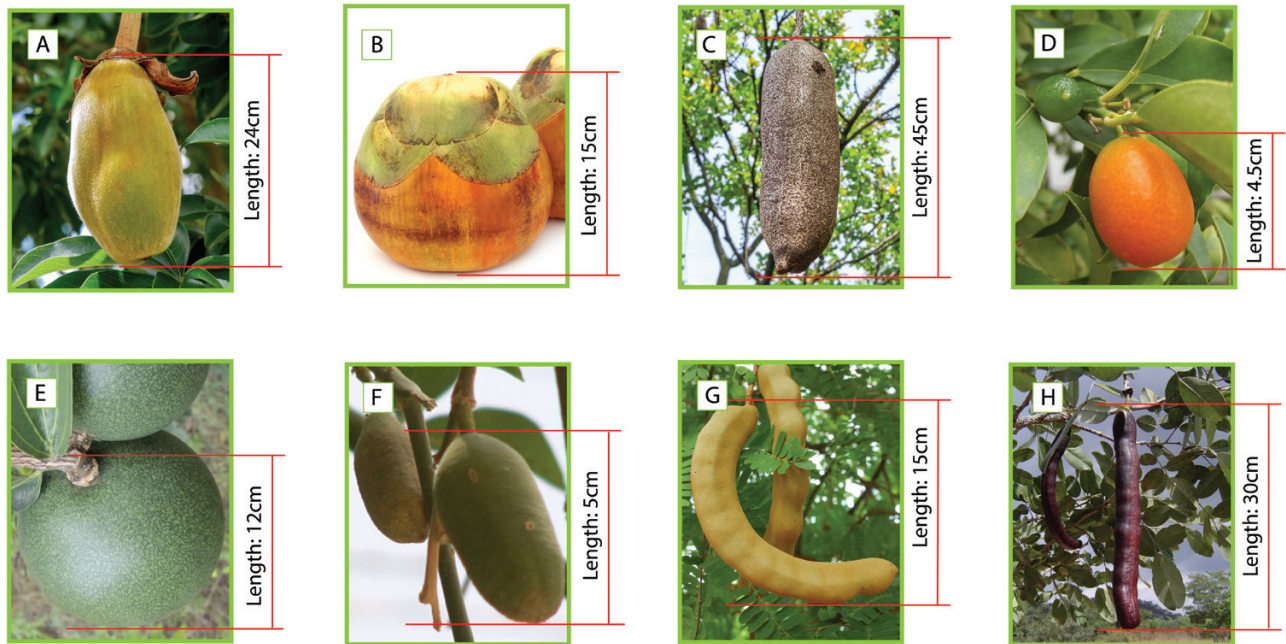 A
Length: 24cm
B
Length: 15cm
C
Length: 45cm
D
Length: 4.5cm
E
Length: 12cm
F
Length: 5cm
G
Length: 15cm
H
Length: 30cm